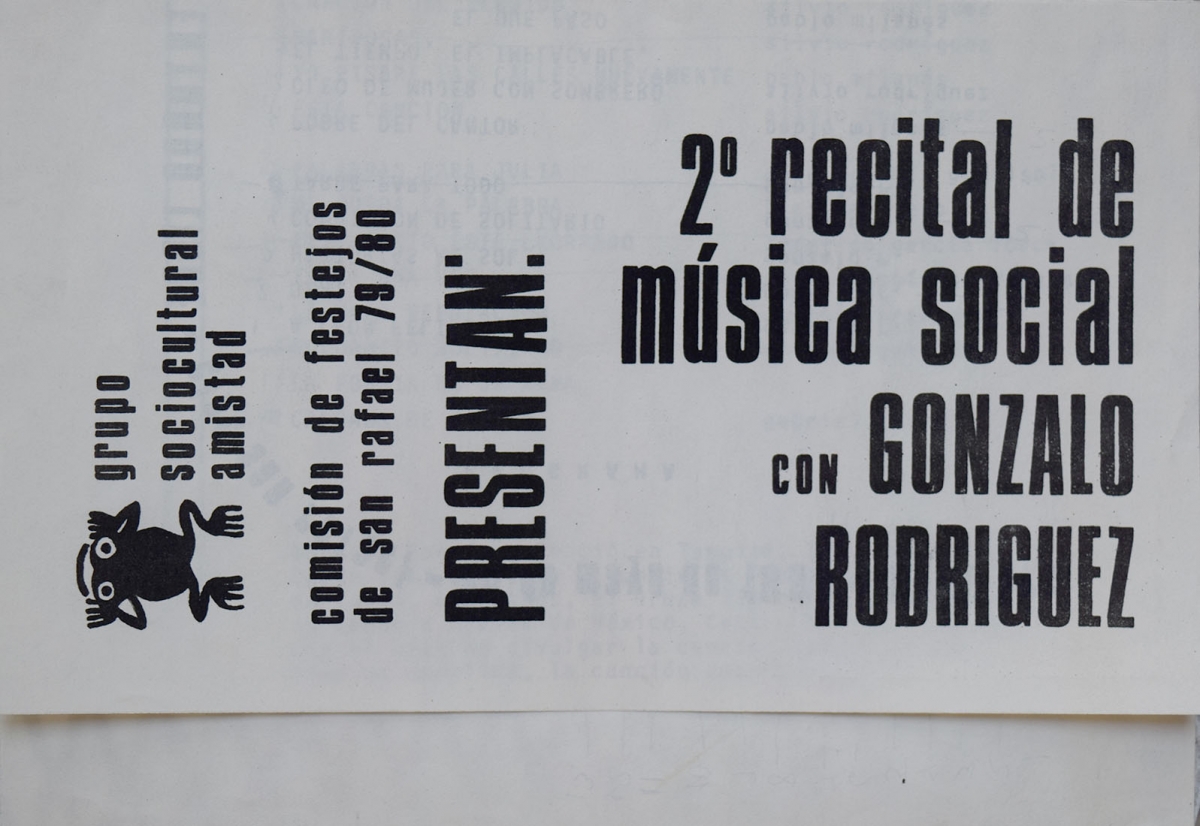 grupo
sociocultural
amistad
comisión de festejos
de san rafael 79/80
PRESENTAN:
2º recital de
música social
CON GONZALO
RODRIGUEZ